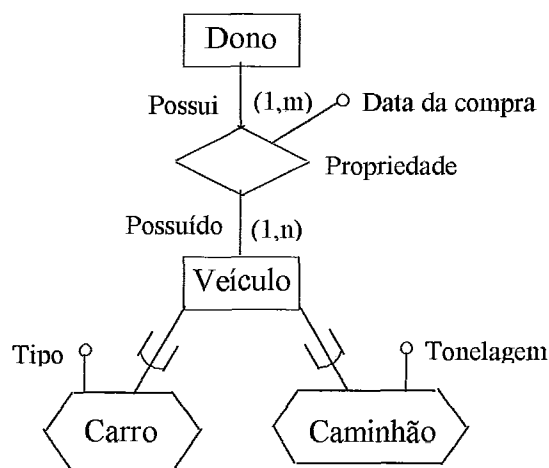 Dono
Possui (1,m) Data da compra
Propriedade
Possuído (1,n)
Veículo
Tipo Tonelagem
Carro Caminhão